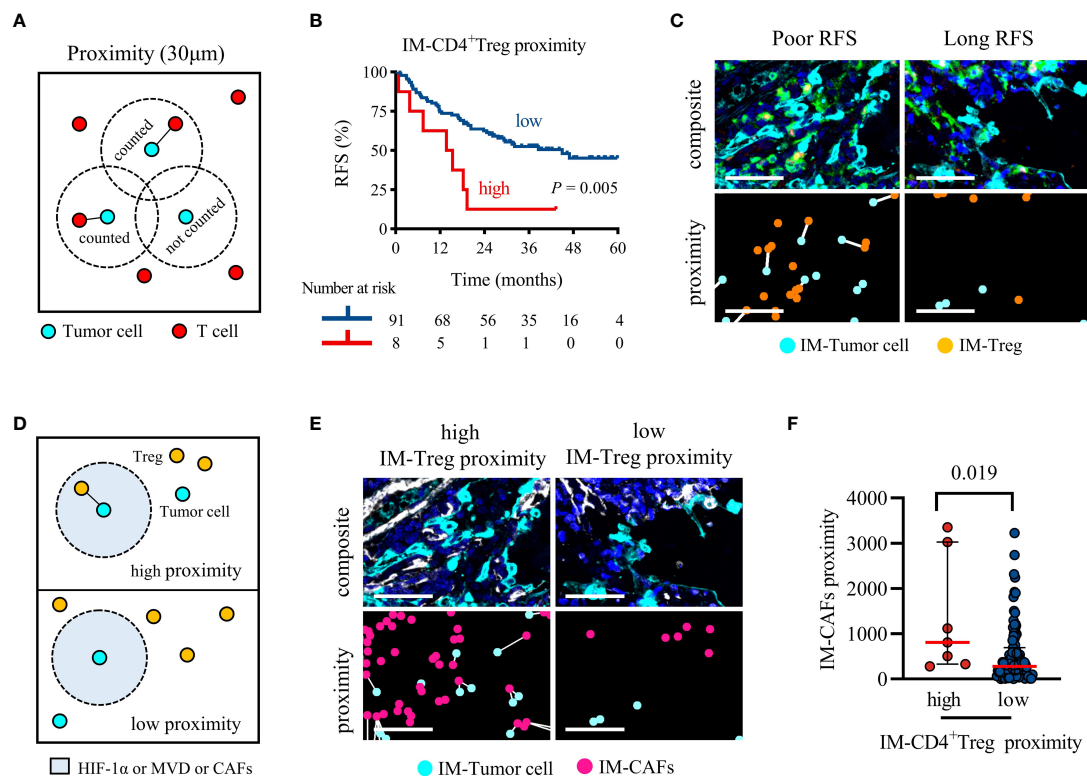 A
Proximity (30μm)
counted
counted
not counted
Tumor cell
T cell
B
IM-CD4⁺Treg proximity
RFS (%)
100
75
50
25
0
low
high
P = 0.005
0 12 24 36 48 60
Time (months)
Number at risk
91 68 56 35 16 4
8 5 1 1 0 0
C
Poor RFS
Long RFS
composite
proximity
IM-Tumor cell
IM-Treg
D
Treg
Tumor cell
high proximity
low proximity
HIF-1α or MVD or CAFs
E
high
IM-Treg proximity
low
IM-Treg proximity
composite
proximity
IM-Tumor cell
IM-CAFs
F
0.019
IM-CAFs proximity
4000
3000
2000
1000
0
high low
IM-CD4⁺Treg proximity